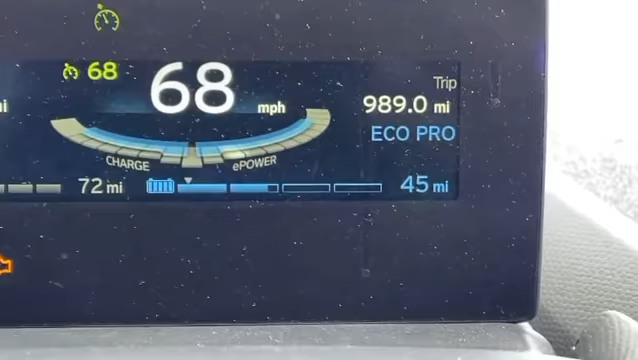 68
68 mph
Trip
989.0 mi
ECO PRO
CHARGE
ePOWER
72 mi
45 mi